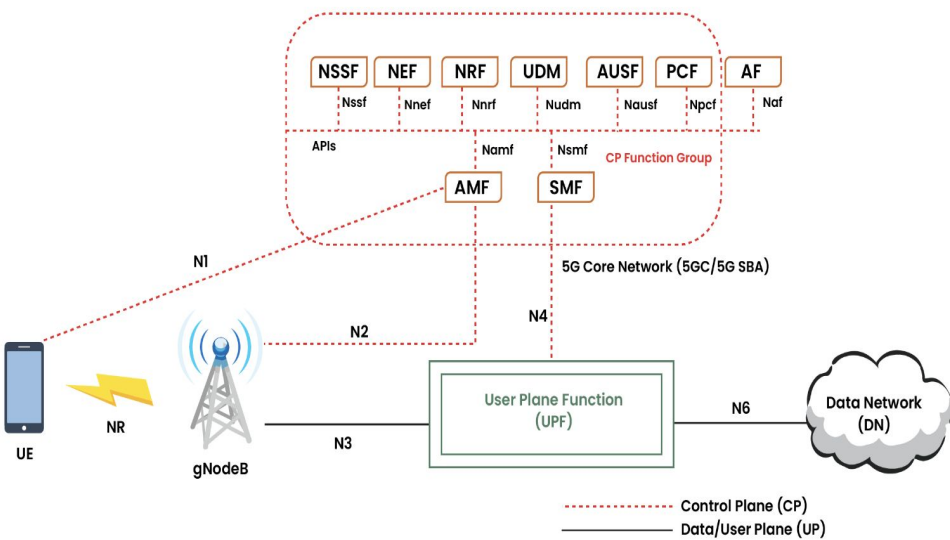 NSSF NEF NRF UDM AUSF PCF AF
Nssf Nnef Nnrf Nudm Nausf Npcf Naf
APIs
Namf Nsmf
CP Function Group
AMF SMF
N1
5G Core Network (5GC/5G SBA)
N2
N4
User Plane Function
(UPF)
Data Network
(DN)
N6
NR
N3
UE
gNodeB
Control Plane (CP)
Data/User Plane (UP)